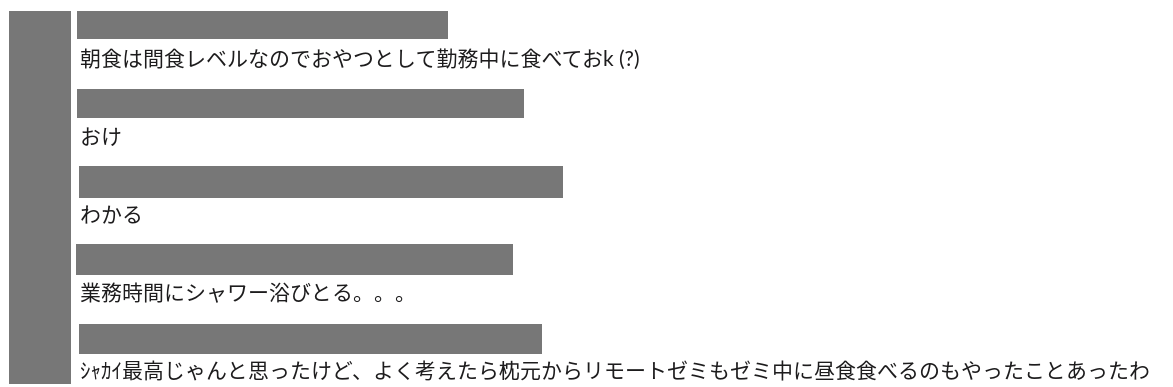 朝食は間食レベルなのでおやつとして勤務中に食べておk (?)
おけ
わかる
業務時間にシャワー浴びとる。。。
ｼｬｶｲ最高じゃんと思ったけど、よく考えたら枕元からリモートゼミもゼミ中に昼食食べるのもやったことあったわ